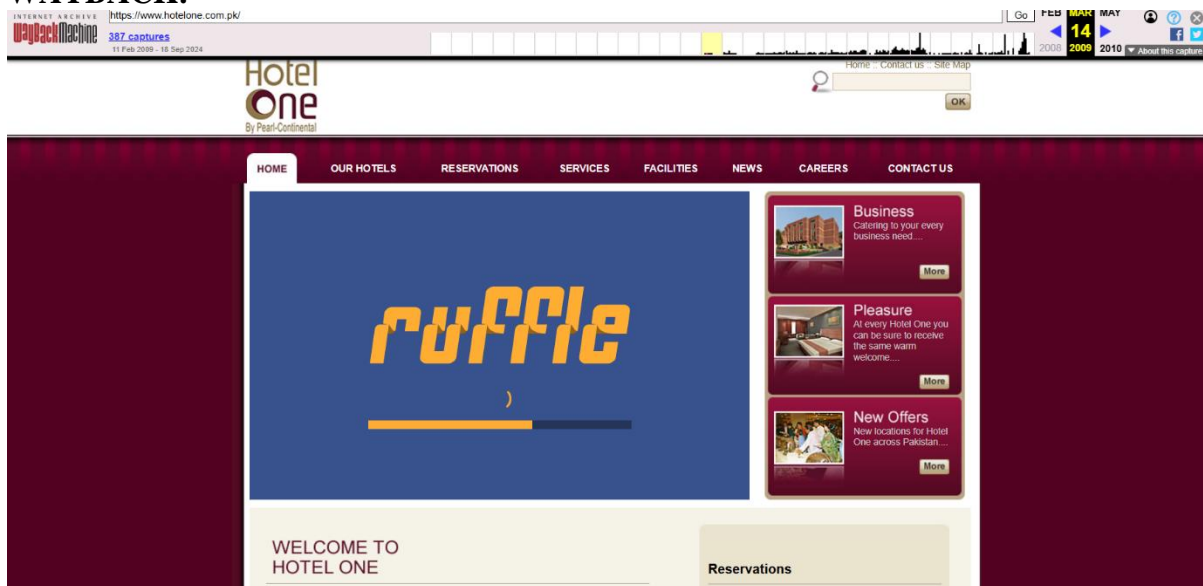 WAYBACK:
INTERNET ARCHIVE
WayBackMachine
https://www.hotelone.com.pk/
Go
FEB MAR MAY
387 captures
14
11 Feb 2009 - 18 Sep 2024
2008 2009 2010
About this capture
Hotel
One
By Pearl-Continental
Home :: Contact us :: Site Map
OK
HOME OUR HOTELS RESERVATIONS SERVICES FACILITIES NEWS CAREERS CONTACT US
ruffle
Business
Catering to your every
business need....
More
Pleasure
At every Hotel One you
can be sure to receive
the same warm
welcome....
More
New Offers
New locations for Hotel
One across Pakistan....
More
WELCOME TO
HOTEL ONE
Reservations